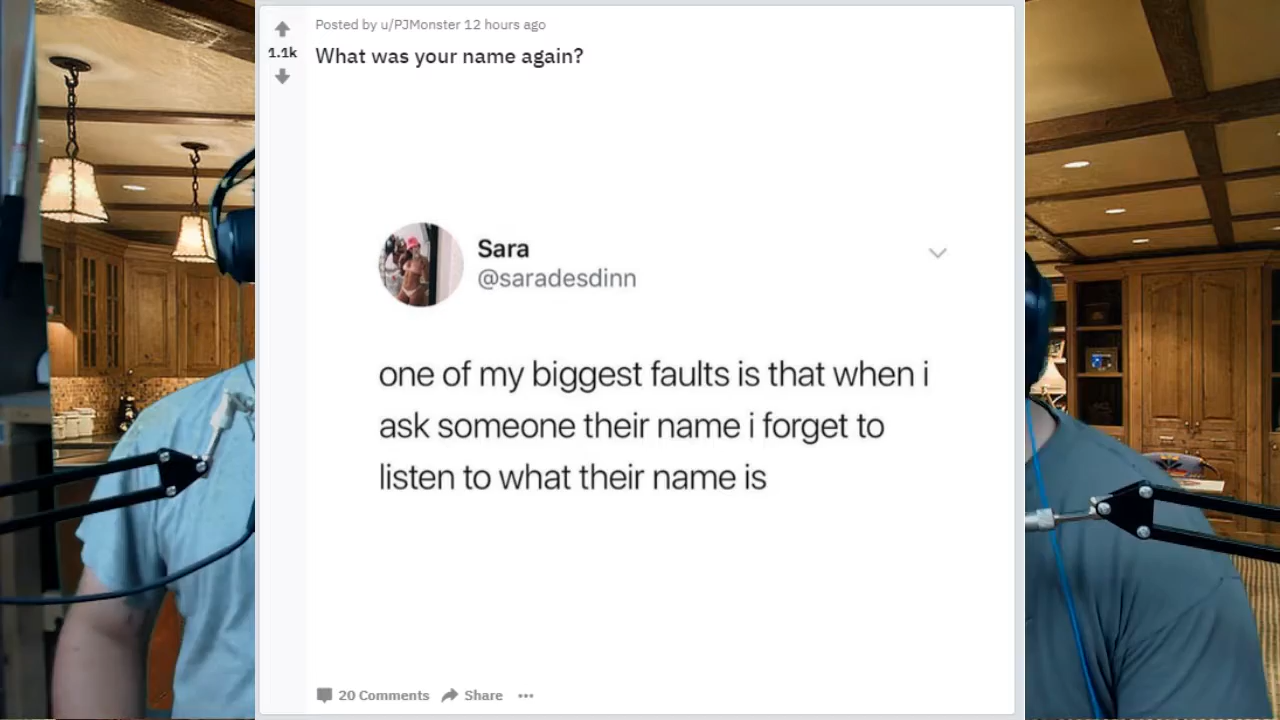 Posted by u/PJMonster 12 hours ago
1.1k
What was your name again?
Sara
@saradesdinn
one of my biggest faults is that when i
ask someone their name i forget to
listen to what their name is
20 Comments Share